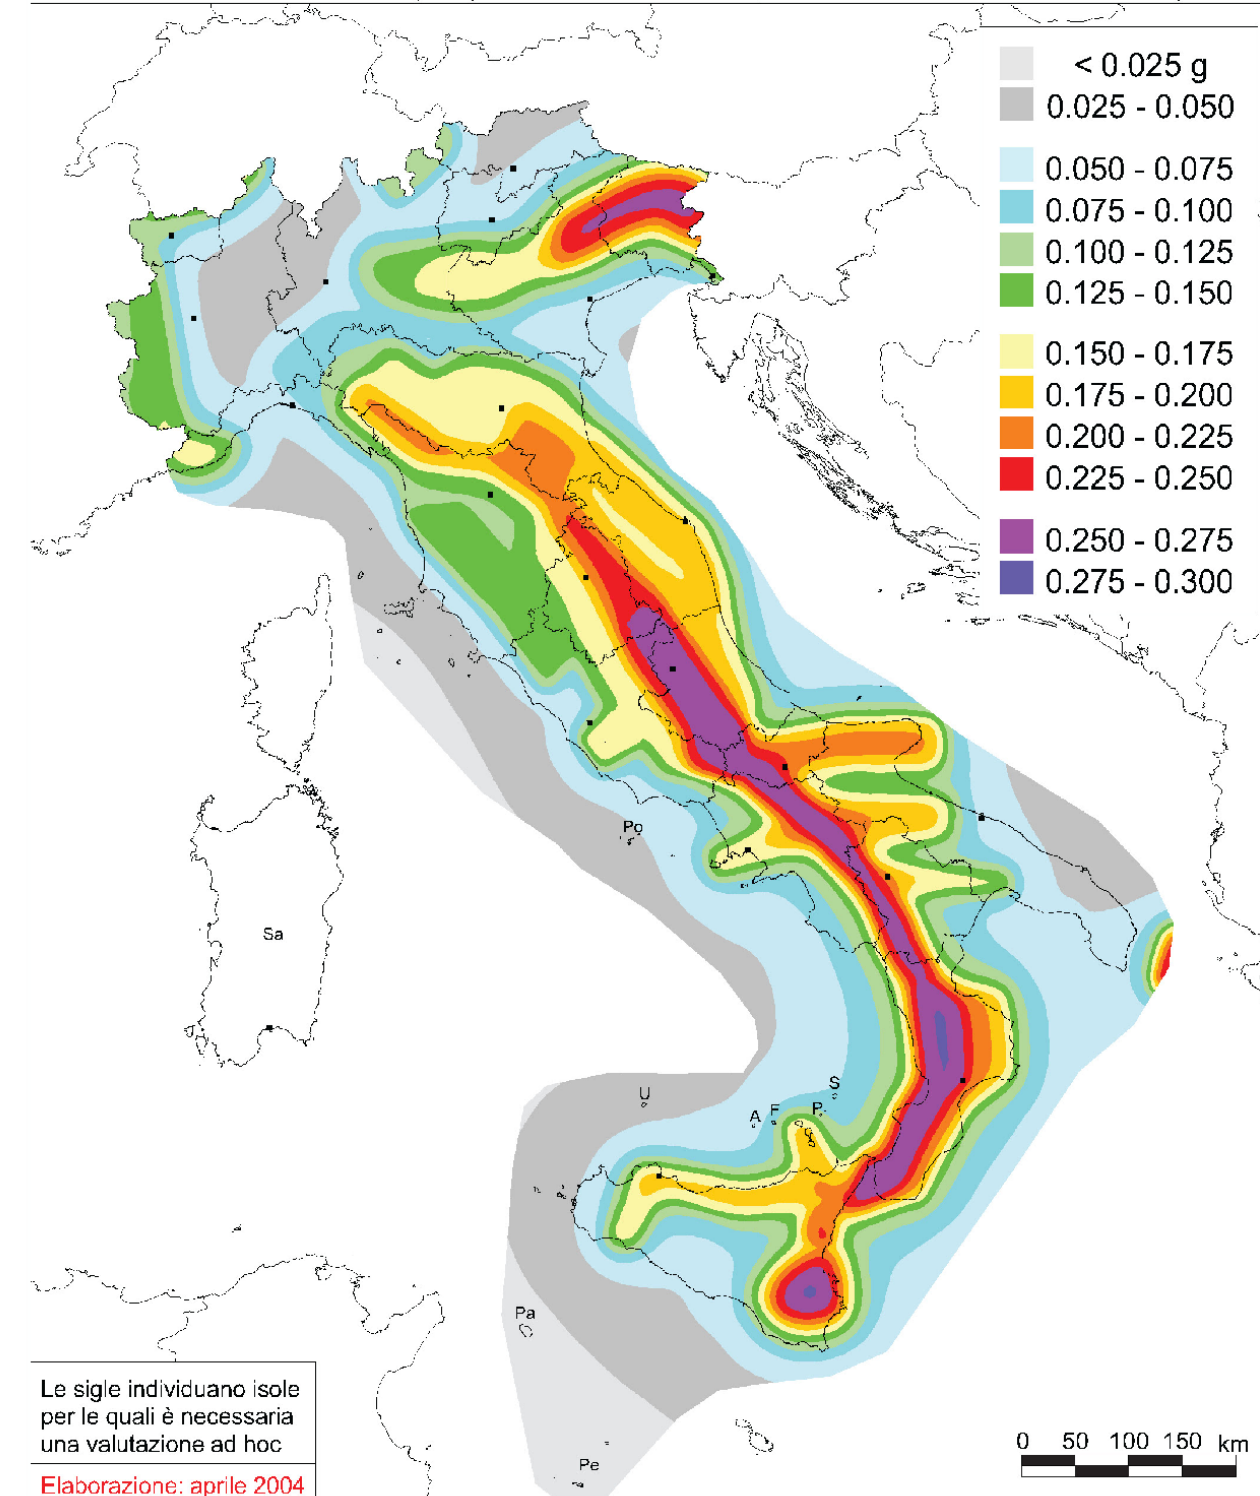 < 0.025 g
0.025 - 0.050
0.050 - 0.075
0.075 - 0.100
0.100 - 0.125
0.125 - 0.150
0.150 - 0.175
0.175 - 0.200
0.200 - 0.225
0.225 - 0.250
0.250 - 0.275
0.275 - 0.300
Po
Sa
U
A
F
P.
S
Pa
Pe
Le sigle individuano isole
per le quali è necessaria
una valutazione ad hoc
Elaborazione: aprile 2004
0 50 100 150 km